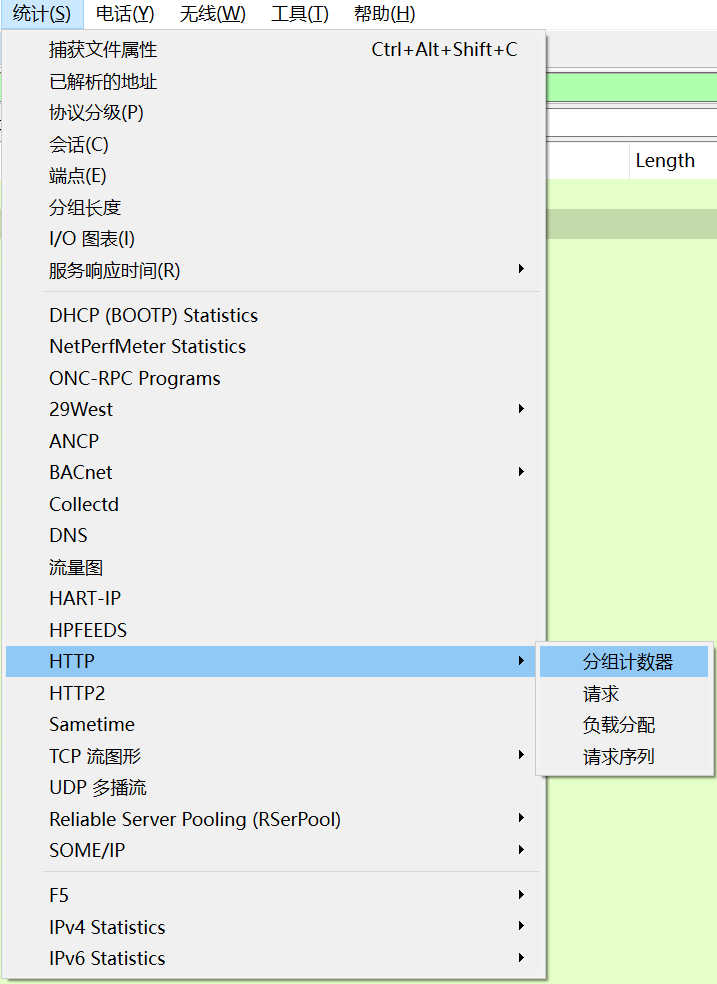 统计(S) 电话(Y) 无线(W) 工具(T) 帮助(H)
捕获文件属性 Ctrl+Alt+Shift+C
已解析的地址
协议分级(P)
会话(C)
Length
端点(E)
分组长度
I/O 图表(I)
服务响应时间(R)
DHCP (BOOTP) Statistics
NetPerfMeter Statistics
ONC-RPC Programs
29West
ANCP
BACnet
Collectd
DNS
流量图
HART-IP
HPFEEDS
HTTP
分组计数器
HTTP2
请求
Sametime
负载分配
TCP 流图形
请求序列
UDP 多播流
Reliable Server Pooling (RSerPool)
SOME/IP
F5
IPv4 Statistics
IPv6 Statistics